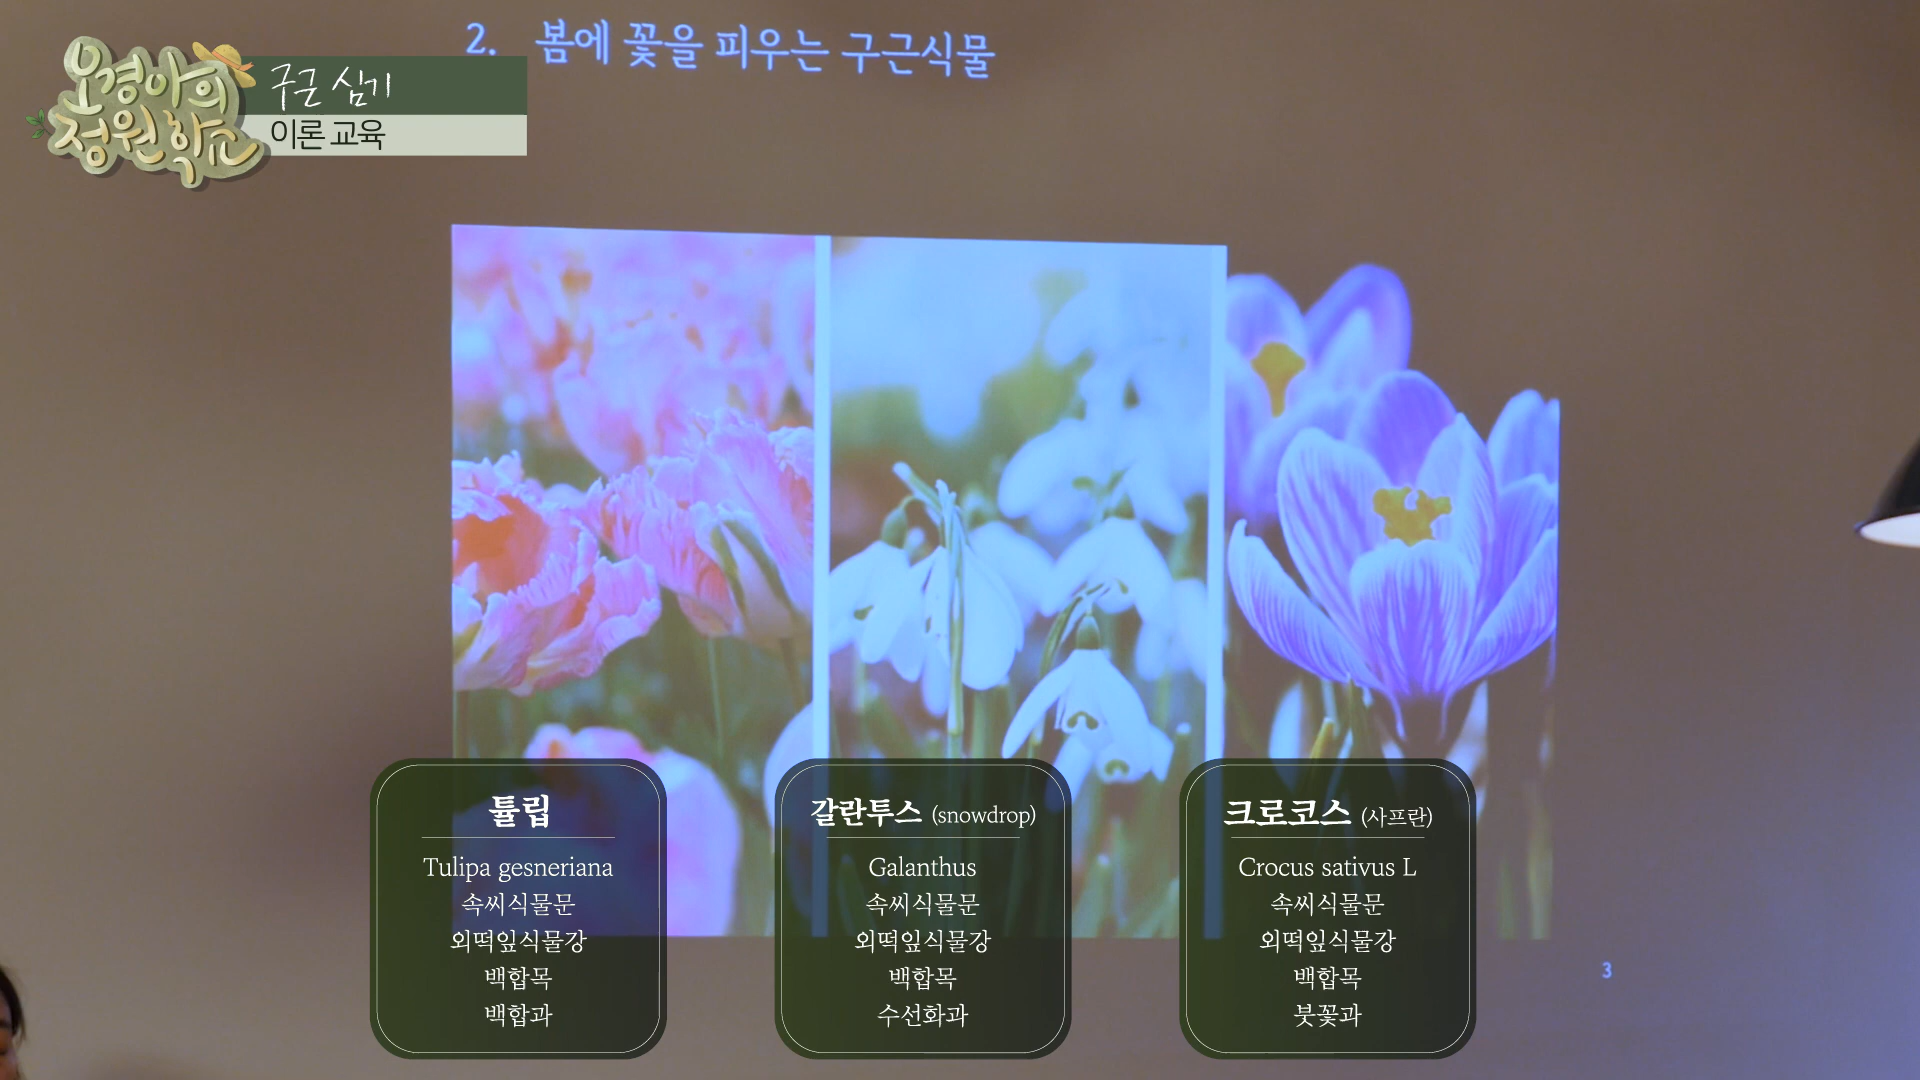 2. 봄에 꽃을 피우는 구근식물
오경아의
정원학교
구근 심기
이론 교육
튤립
Tulipa gesneriana
속씨식물문
외떡잎식물강
백합목
백합과
갈란투스 (snowdrop)
Galanthus
속씨식물문
외떡잎식물강
백합목
수선화과
크로코스 (사프란)
Crocus sativus L
속씨식물문
외떡잎식물강
백합목
붓꽃과
3